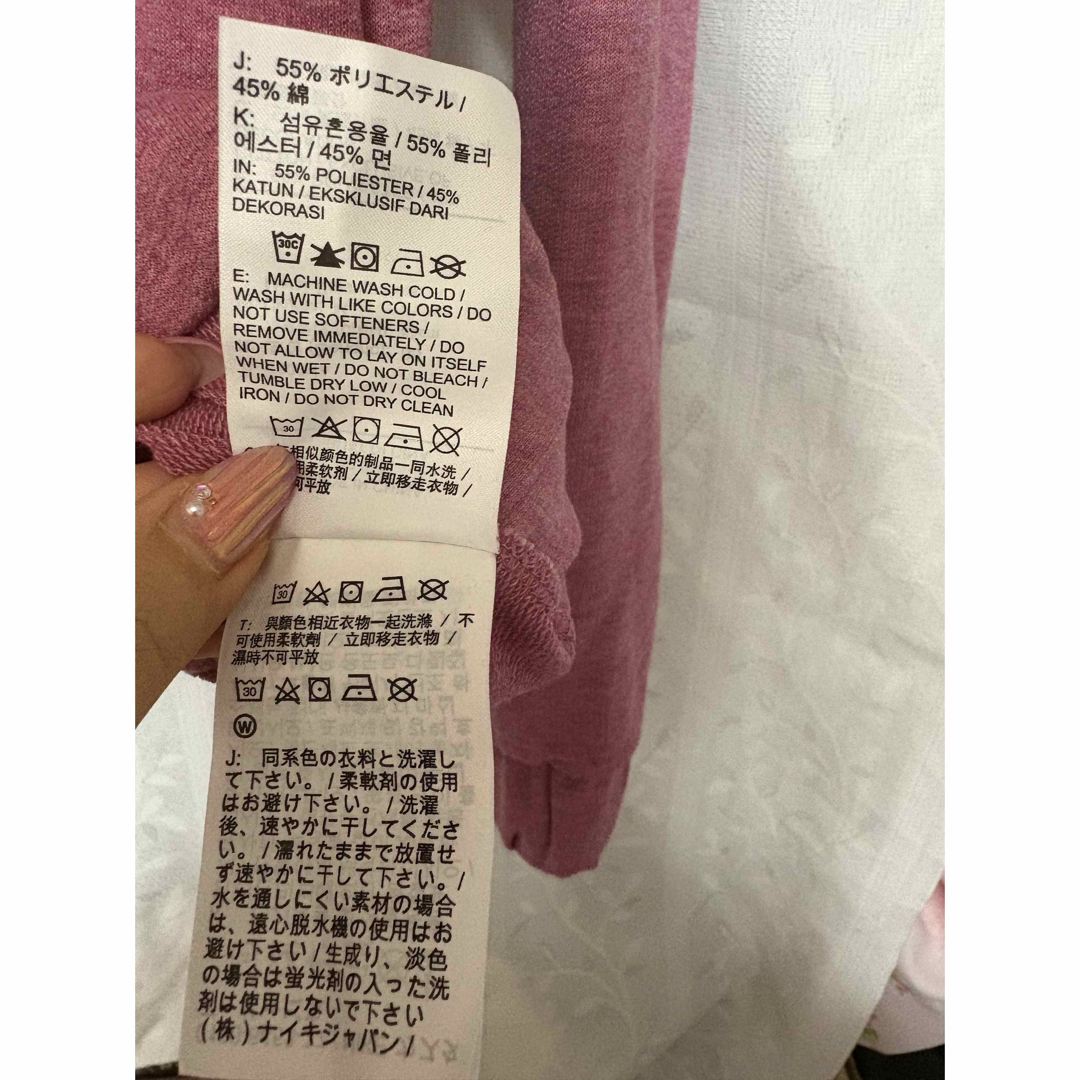 J: 55% ポリエステル /
45% 綿
K: 섬유혼용율 / 55% 폴리
에스터 / 45% 면
IN: 55% POLIESTER / 45%
KATUN / EKSKLUSIF DARI
DEKORASI
30C
E: MACHINE WASH COLD /
WASH WITH LIKE COLORS / DO
NOT USE SOFTENERS /
REMOVE IMMEDIATELY / DO
NOT ALLOW TO LAY ON ITSELF
WHEN WET / DO NOT BLEACH /
TUMBLE DRY LOW / COOL
IRON / DO NOT DRY CLEAN
30
相似颜色的制品一同水洗 /
用柔软剂 / 立即移走衣物 /
可平放
30
T: 與顏色相近衣物一起洗滌 / 不
可使用柔軟劑 / 立即移走衣物 /
濕時不可平放
30
W
J: 同系色の衣料と洗濯し
て下さい。 / 柔軟剤の使用
はお避け下さい。 / 洗濯
後、速やかに干してくださ
い。 / 濡れたままで放置せ
ず速やかに干して下さい。 /
水を通しにくい素材の場合
は、遠心脱水機の使用はお
避け下さい / 生成り、淡色
の場合は蛍光剤の入った洗
剤は使用しないで下さい
(株) ナイキジャパン /